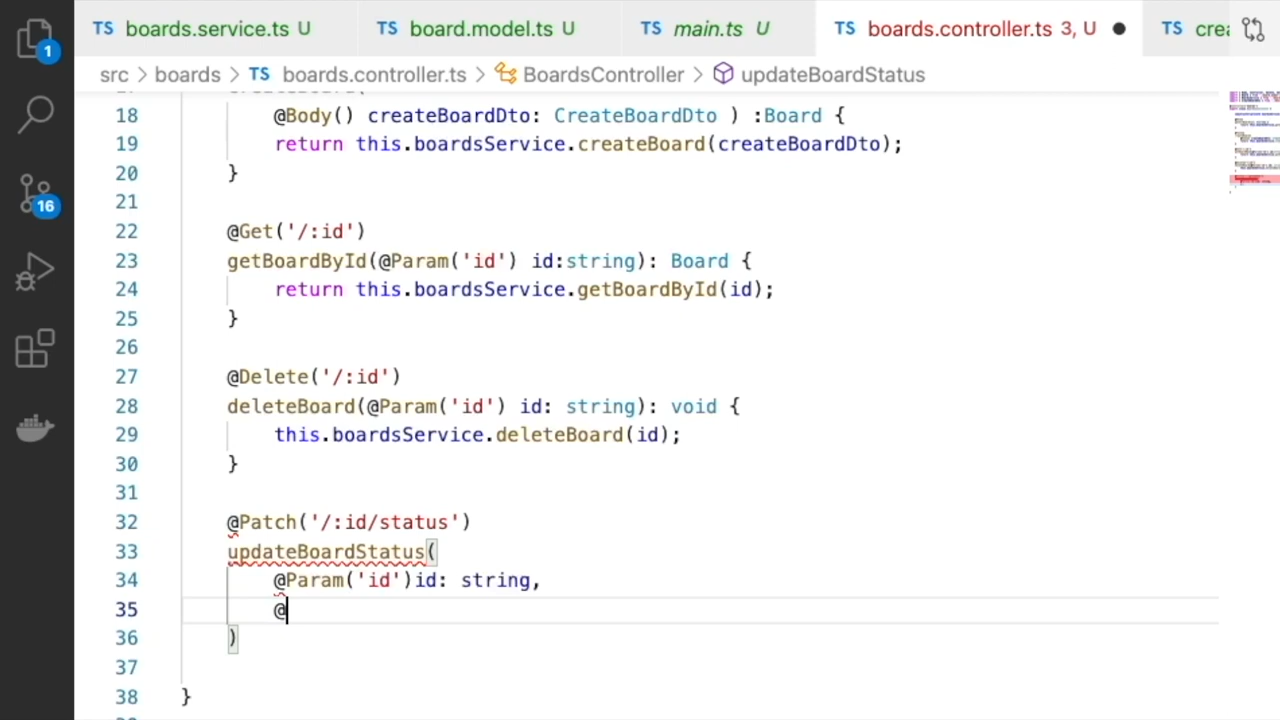 TS boards.service.ts U TS board.model.ts U TS main.ts U TS boards.controller.ts 3, U ● TS crea
1
src > boards > TS boards.controller.ts > BoardsController > updateBoardStatus
18 @Body() createBoardDto: CreateBoardDto ) :Board {
19 return this.boardsService.createBoard(createBoardDto);
20 }
16
21
22 @Get('/:id')
23 getBoardById(@Param('id') id:string): Board {
24 return this.boardsService.getBoardById(id);
25 }
26
27 @Delete('/:id')
28 deleteBoard(@Param('id') id: string): void {
29 this.boardsService.deleteBoard(id);
30 }
31
32 @Patch('/:id/status')
33 updateBoardStatus(
34 @Param('id')id: string,
35 @
36 )
37
38 }